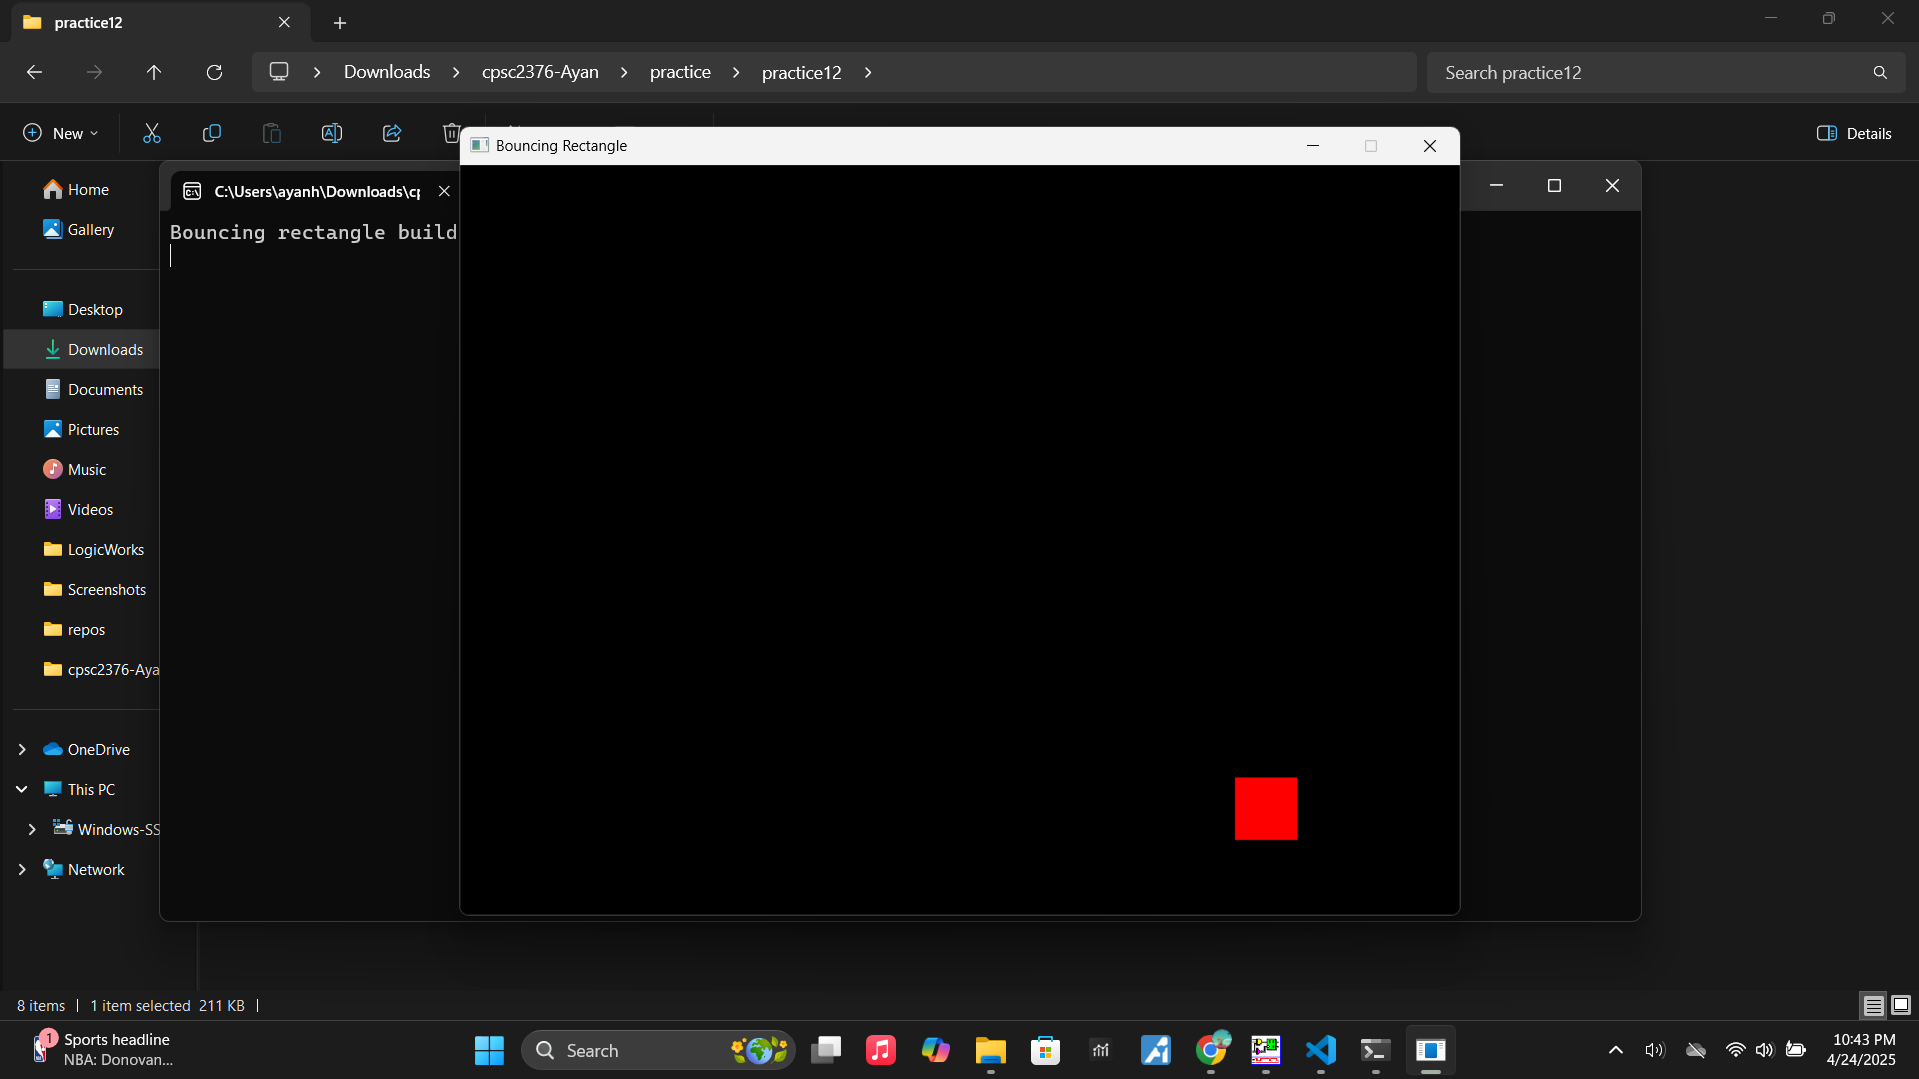 practice12
Downloads
cpsc2376-Ayan
practice
practice12
Search practice12
New
Details
Bouncing Rectangle
C:\Users\ayanh\Downloads\cp
Bouncing rectangle build
Home
Gallery
Desktop
Downloads
Documents
Pictures
Music
Videos
LogicWorks
Screenshots
repos
cpsc2376-Aya
OneDrive
This PC
Windows-SS
Network
8 items
1 item selected 211 KB
1
Sports headline
NBA: Donovan...
Search
10:43 PM
4/24/2025